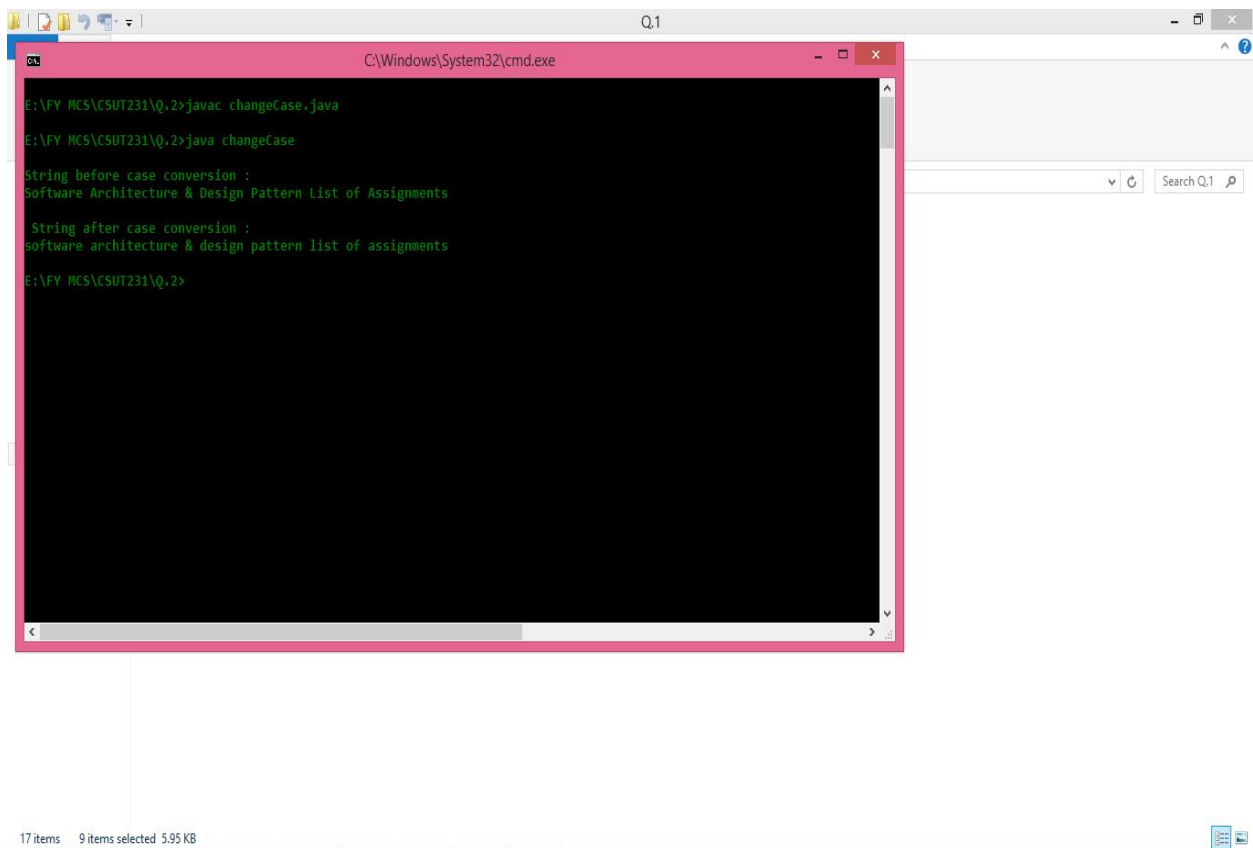 Q.1
C:\Windows\System32\cmd.exe
E:\FY MCS\CSUT231\Q.2>javac changeCase.java
E:\FY MCS\CSUT231\Q.2>java changeCase
String before case conversion :
Software Architecture & Design Pattern List of Assignments
String after case conversion :
software architecture & design pattern list of assignments
E:\FY MCS\CSUT231\Q.2>
Search Q.1
17 items 9 items selected 5.95 KB